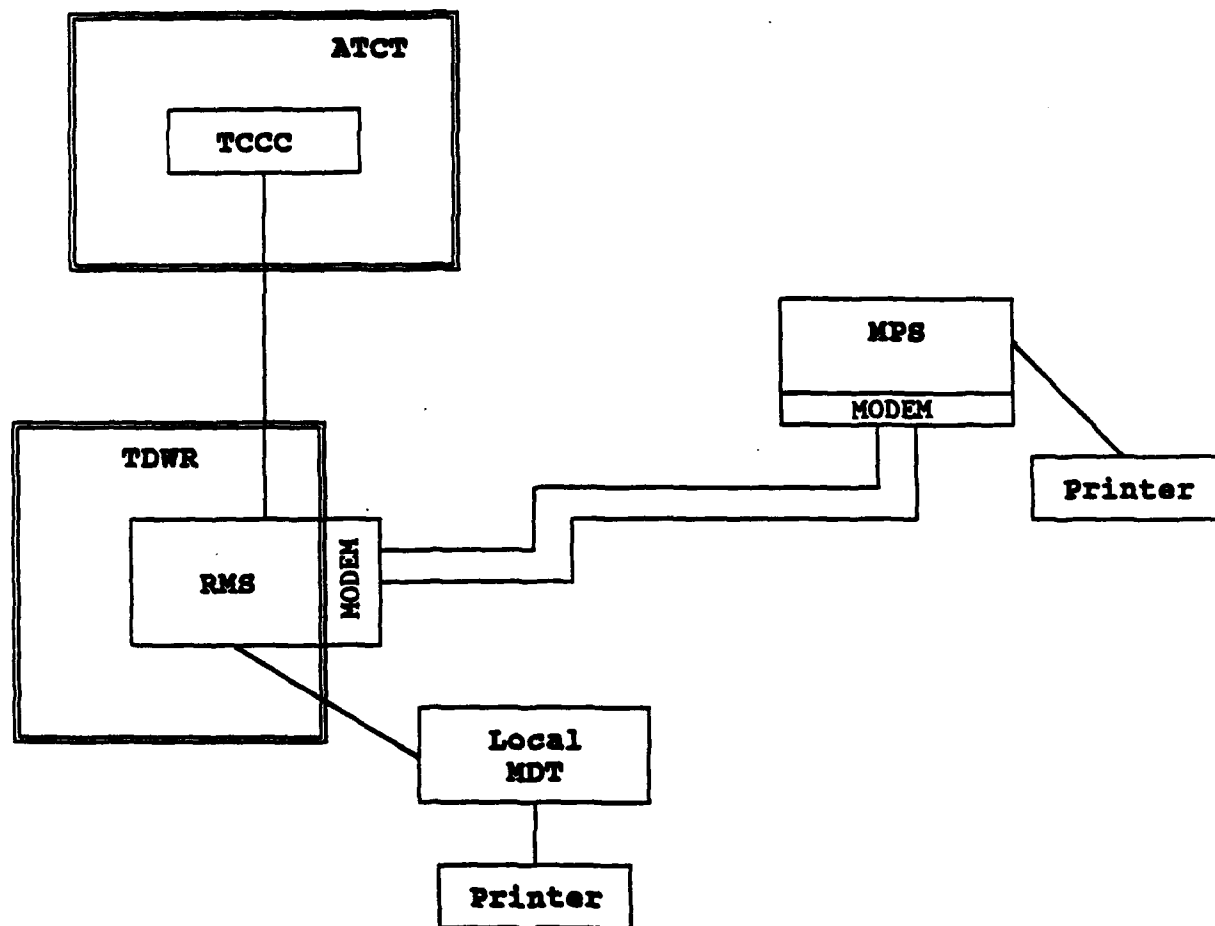 ATCT
TCCC
MPS
MODEM
Printer
TDWR
RMS
MODEM
Local
MDT
Printer